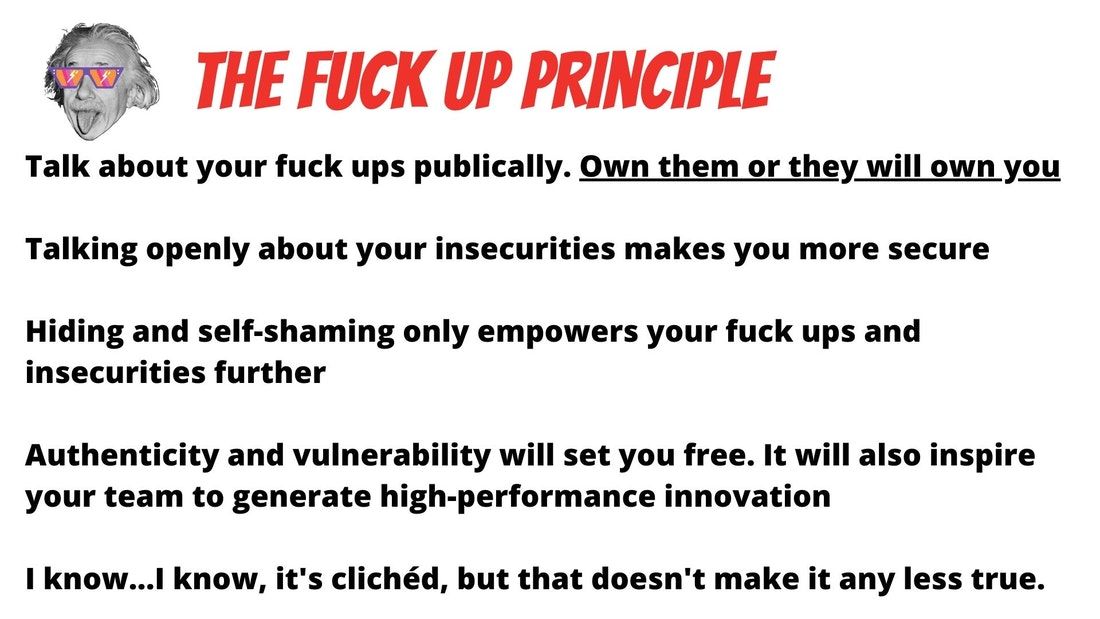 THE FUCK UP PRINCIPLE
Talk about your fuck ups publically. Own them or they will own you
Talking openly about your insecurities makes you more secure
Hiding and self-shaming only empowers your fuck ups and
insecurities further
Authenticity and vulnerability will set you free. It will also inspire
your team to generate high-performance innovation
I know...I know, it's clichéd, but that doesn't make it any less true.